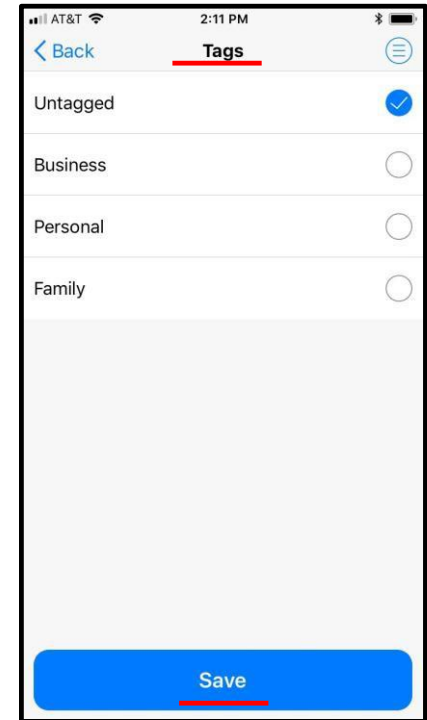 AT&T 2:11 PM
Back Tags
Untagged
Business
Personal
Family
Save